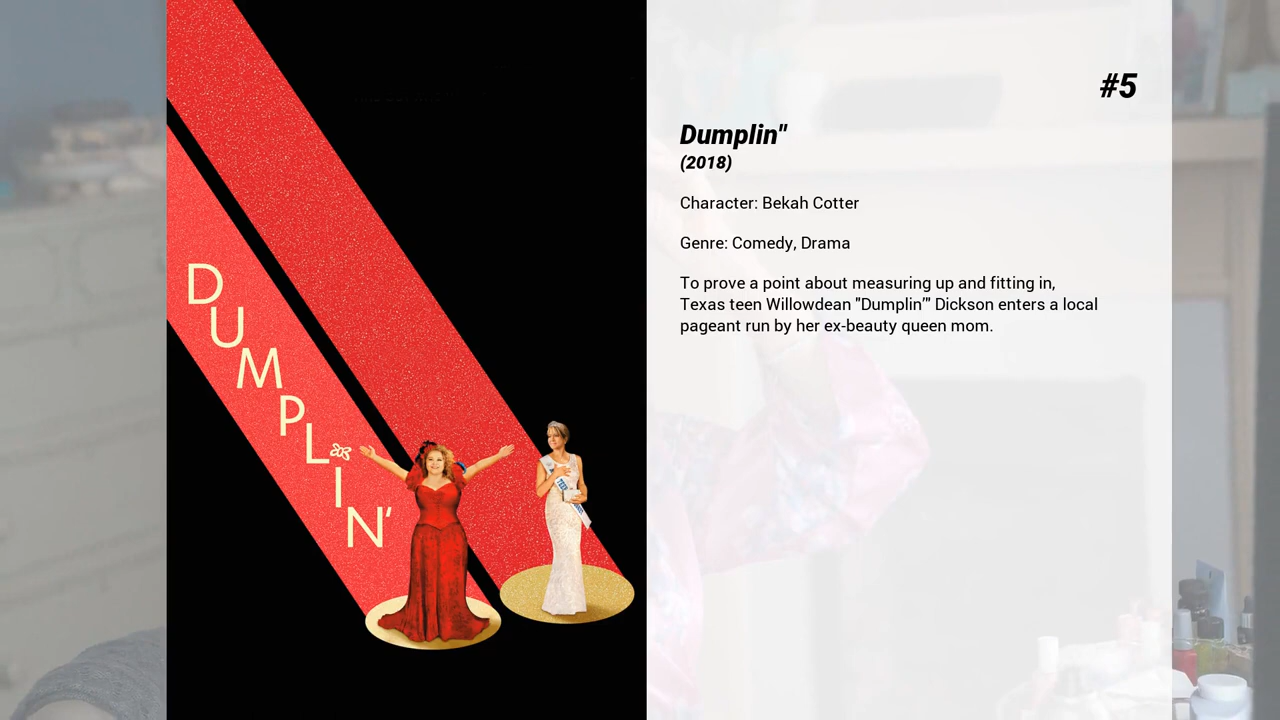 DUMPLIN'
#5
Dumplin"
(2018)
Character: Bekah Cotter
Genre: Comedy, Drama
To prove a point about measuring up and fitting in,
Texas teen Willowdean "Dumplin’" Dickson enters a local
pageant run by her ex-beauty queen mom.